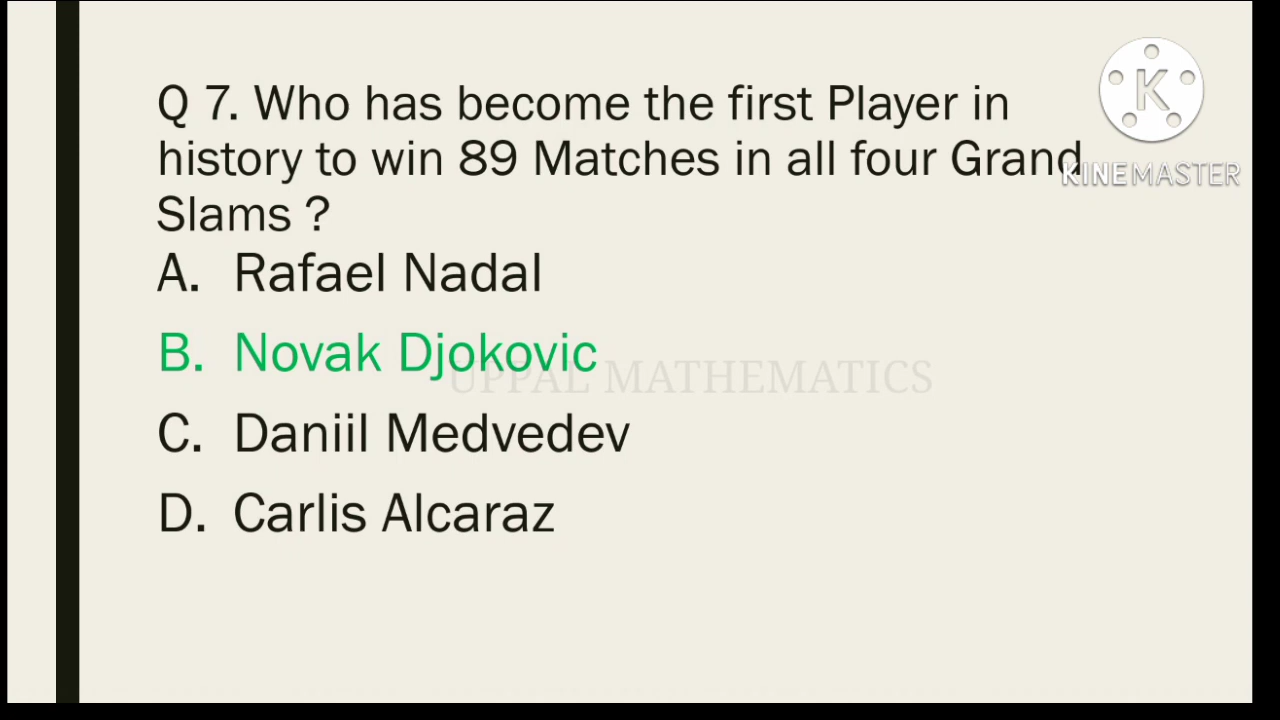 Q 7. Who has become the first Player in
history to win 89 Matches in all four Grand
Slams ?
A. Rafael Nadal
B. Novak Djokovic
C. Daniil Medvedev
D. Carlis Alcaraz
UPPAL MATHEMATICS
K
KINEMASTER